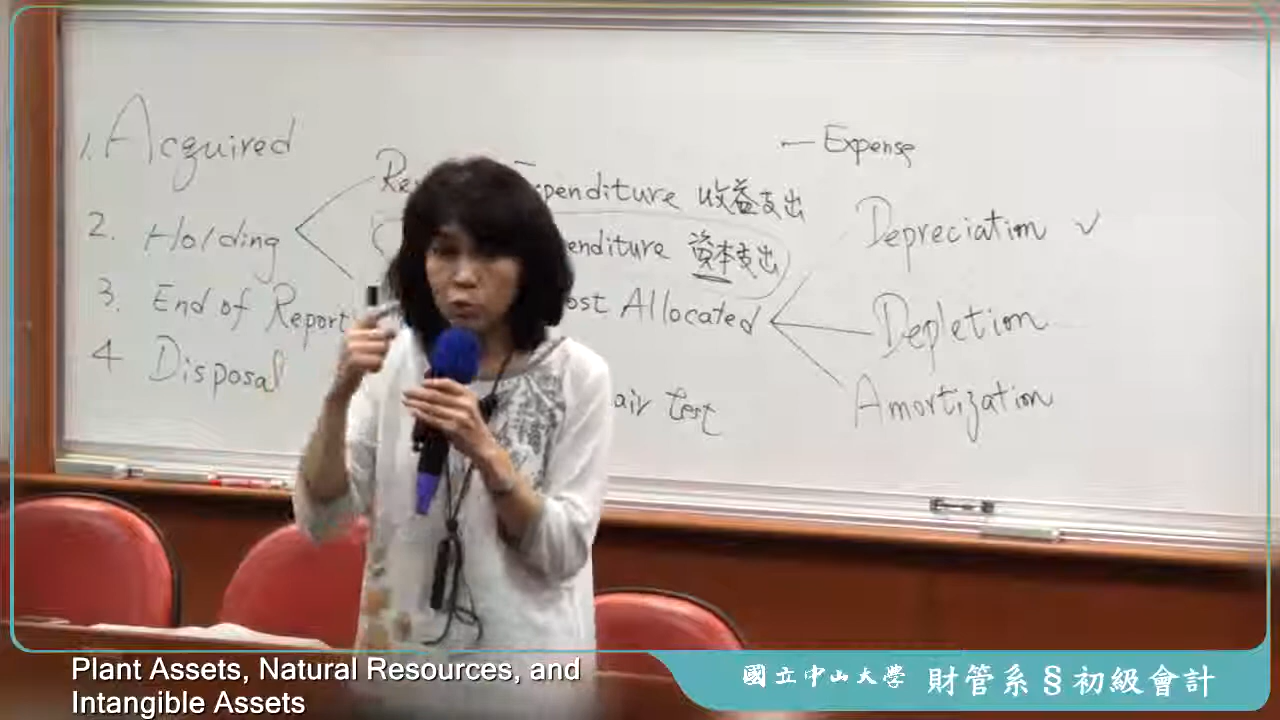 1. Acquired
— Expense
Re penditure 收益支出
Depreciation ✓
2. Holding
enditure 資本支出
3. End of Report
ost Allocated
Depletion
4 Disposal
air Test
Amortization
Plant Assets, Natural Resources, and
Intangible Assets
國立中山大學 財管系§初級會計